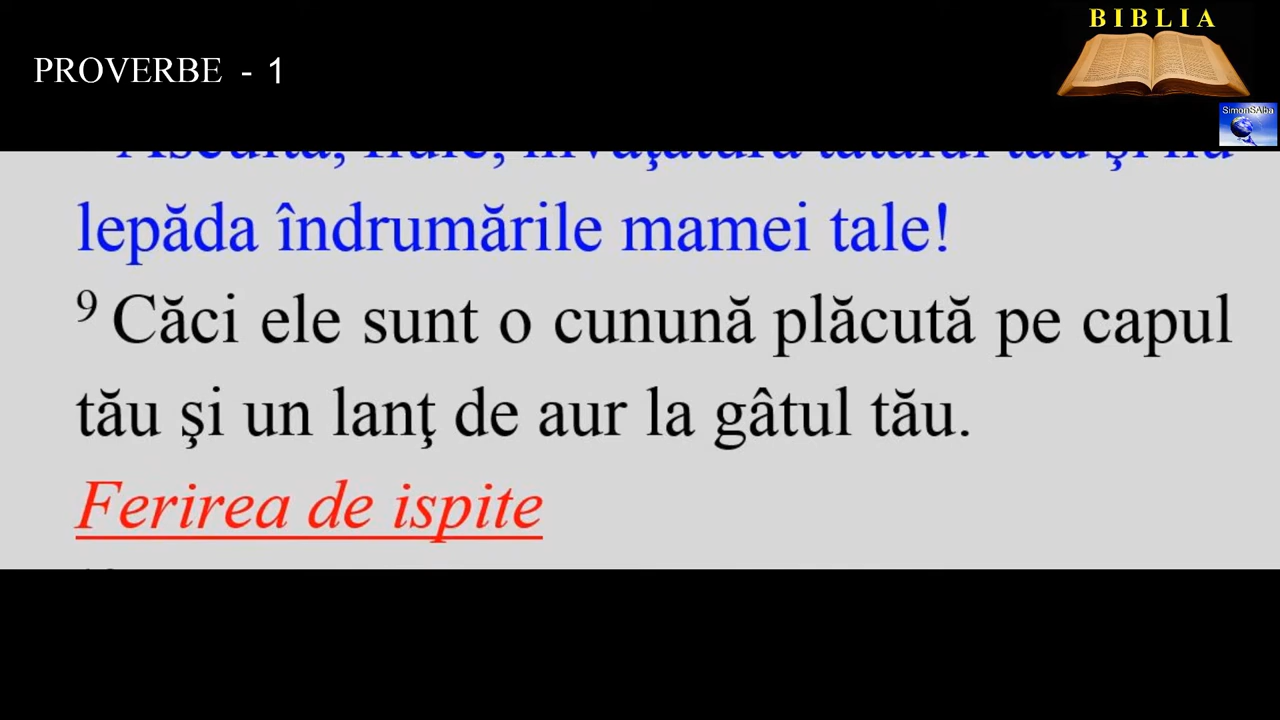 BIBLIA
PROVERBE - 1
SimonSAlba
lepăda îndrumările mamei tale!
9 Căci ele sunt o cunună plăcută pe capul
tău şi un lanţ de aur la gâtul tău.
Ferirea de ispite